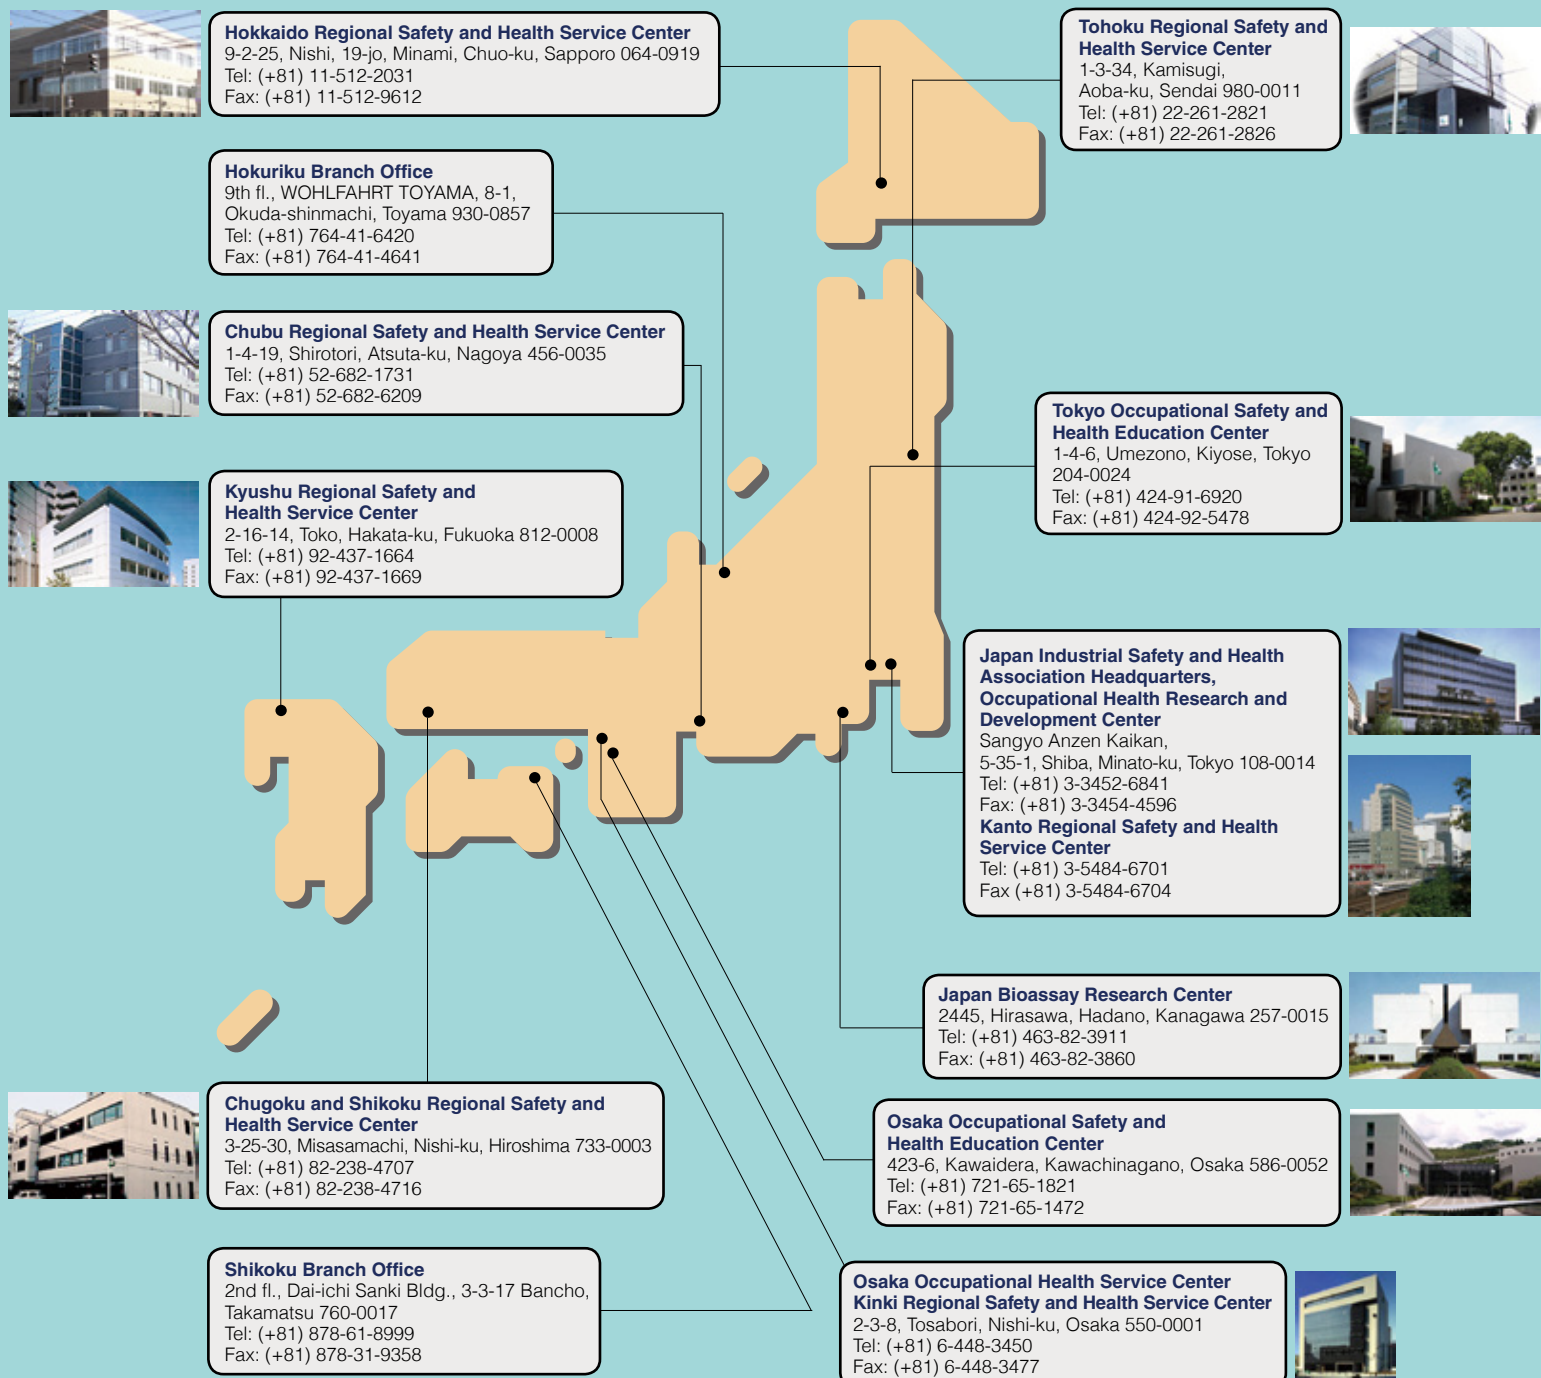 Hokkaido Regional Safety and Health Service Center
9-2-25, Nishi, 19-jo, Minami, Chuo-ku, Sapporo 064-0919
Tel: (+81) 11-512-2031
Fax: (+81) 11-512-9612
Tohoku Regional Safety and
Health Service Center
1-3-34, Kamisugi,
Aoba-ku, Sendai 980-0011
Tel: (+81) 22-261-2821
Fax: (+81) 22-261-2826
Hokuriku Branch Office
9th fl., WOHLFAHRT TOYAMA, 8-1,
Okuda-shinmachi, Toyama 930-0857
Tel: (+81) 764-41-6420
Fax: (+81) 764-41-4641
Chubu Regional Safety and Health Service Center
1-4-19, Shirotori, Atsuta-ku, Nagoya 456-0035
Tel: (+81) 52-682-1731
Fax: (+81) 52-682-6209
Tokyo Occupational Safety and
Health Education Center
1-4-6, Umezono, Kiyose, Tokyo
204-0024
Tel: (+81) 424-91-6920
Fax: (+81) 424-92-5478
Kyushu Regional Safety and
Health Service Center
2-16-14, Toko, Hakata-ku, Fukuoka 812-0008
Tel: (+81) 92-437-1664
Fax: (+81) 92-437-1669
Japan Industrial Safety and Health
Association Headquarters,
Occupational Health Research and
Development Center
Sangyo Anzen Kaikan,
5-35-1, Shiba, Minato-ku, Tokyo 108-0014
Tel: (+81) 3-3452-6841
Fax: (+81) 3-3454-4596
Kanto Regional Safety and Health
Service Center
Tel: (+81) 3-5484-6701
Fax (+81) 3-5484-6704
Japan Bioassay Research Center
2445, Hirasawa, Hadano, Kanagawa 257-0015
Tel: (+81) 463-82-3911
Fax: (+81) 463-82-3860
Chugoku and Shikoku Regional Safety and
Health Service Center
3-25-30, Misasamachi, Nishi-ku, Hiroshima 733-0003
Tel: (+81) 82-238-4707
Fax: (+81) 82-238-4716
Osaka Occupational Safety and
Health Education Center
423-6, Kawaidera, Kawachinagano, Osaka 586-0052
Tel: (+81) 721-65-1821
Fax: (+81) 721-65-1472
Shikoku Branch Office
2nd fl., Dai-ichi Sanki Bldg., 3-3-17 Bancho,
Takamatsu 760-0017
Tel: (+81) 878-61-8999
Fax: (+81) 878-31-9358
Osaka Occupational Health Service Center
Kinki Regional Safety and Health Service Center
2-3-8, Tosabori, Nishi-ku, Osaka 550-0001
Tel: (+81) 6-448-3450
Fax: (+81) 6-448-3477